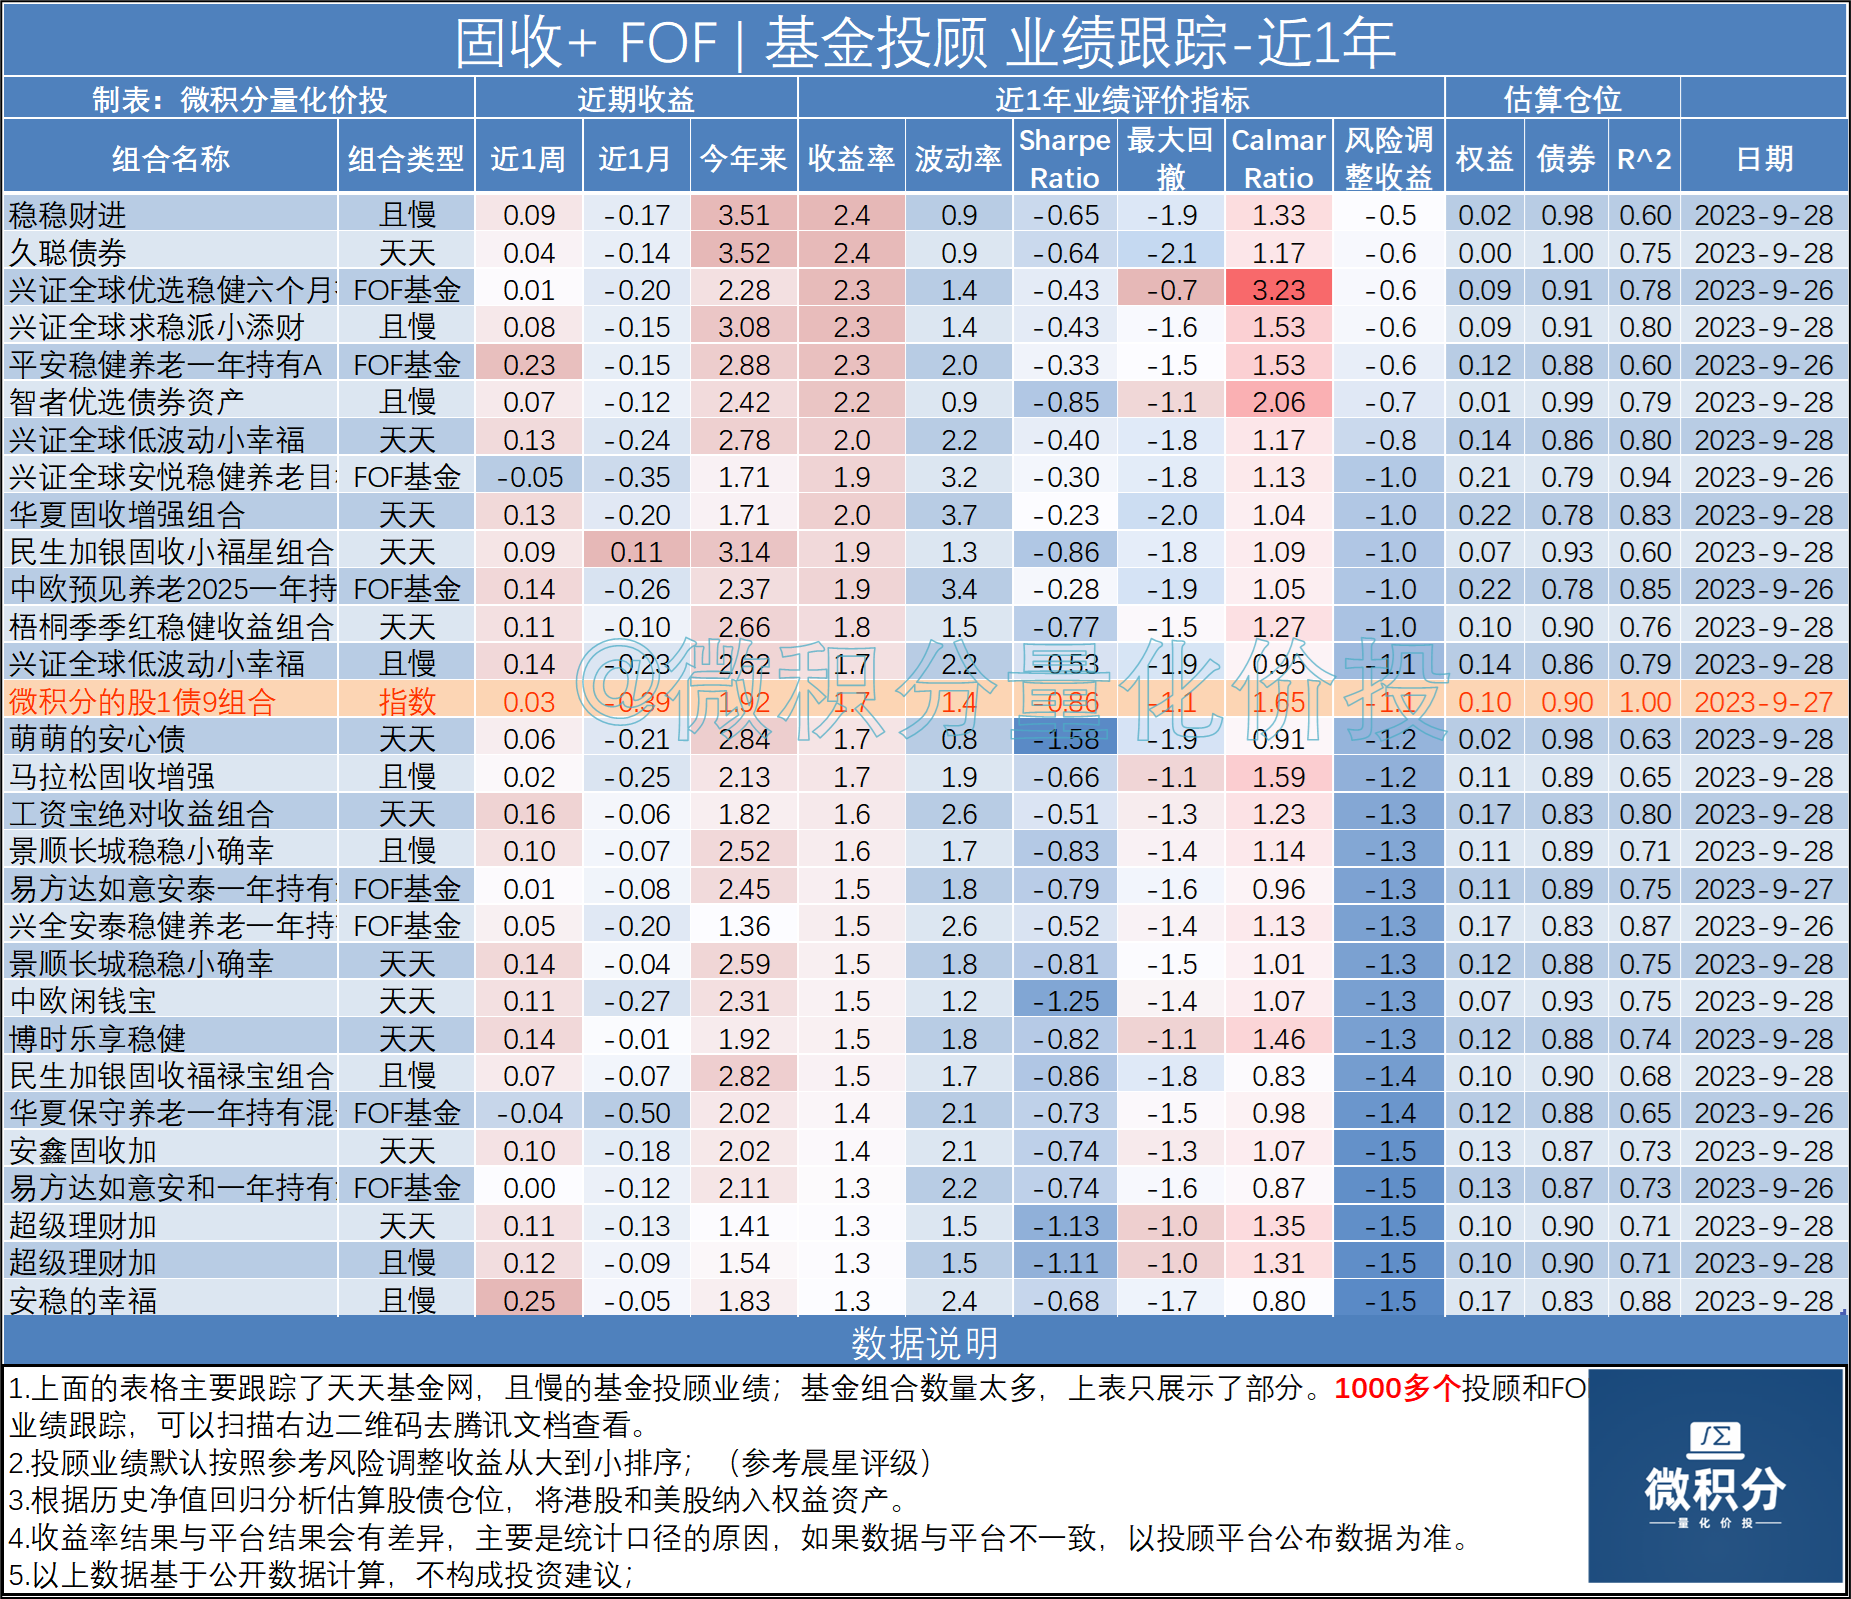 固收+ FOF | 基金投顾 业绩跟踪-近1年
制表：微积分量化价投 近期收益 近1年业绩评价指标 估算仓位
组合名称 组合类型 近1周 近1月 今年来 收益率 波动率 Sharpe Ratio 最大回撤 Calmar Ratio 风险调整收益 权益 债券 R^2 日期
稳稳财进 且慢 0.09 -0.17 3.51 2.4 0.9 -0.65 -1.9 1.33 -0.5 0.02 0.98 0.60 2023-9-28
久聪债券 天天 0.04 -0.14 3.52 2.4 0.9 -0.64 -2.1 1.17 -0.6 0.00 1.00 0.75 2023-9-28
兴证全球优选稳健六个月 FOF基金 0.01 -0.20 2.28 2.3 1.4 -0.43 -0.7 3.23 -0.6 0.09 0.91 0.78 2023-9-26
兴证全球求稳派小添财 且慢 0.08 -0.15 3.08 2.3 1.4 -0.43 -1.6 1.53 -0.6 0.09 0.91 0.80 2023-9-28
平安稳健养老一年持有A FOF基金 0.23 -0.15 2.88 2.3 2.0 -0.33 -1.5 1.53 -0.6 0.12 0.88 0.60 2023-9-26
智者优选债券资产 且慢 0.07 -0.12 2.42 2.2 0.9 -0.85 -1.1 2.06 -0.7 0.01 0.99 0.79 2023-9-28
兴证全球低波动小幸福 天天 0.13 -0.24 2.78 2.0 2.2 -0.40 -1.8 1.17 -0.8 0.14 0.86 0.80 2023-9-28
兴证全球安悦稳健养老目 FOF基金 -0.05 -0.35 1.71 1.9 3.2 -0.30 -1.8 1.13 -1.0 0.21 0.79 0.94 2023-9-26
华夏固收增强组合 天天 0.13 -0.20 1.71 2.0 3.7 -0.23 -2.0 1.04 -1.0 0.22 0.78 0.83 2023-9-28
民生加银固收小福星组合 天天 0.09 0.11 3.14 1.9 1.3 -0.86 -1.8 1.09 -1.0 0.07 0.93 0.60 2023-9-28
中欧预见养老2025一年持 FOF基金 0.14 -0.26 2.37 1.9 3.4 -0.28 -1.9 1.05 -1.0 0.22 0.78 0.85 2023-9-26
梧桐季季红稳健收益组合 天天 0.11 -0.10 2.66 1.8 1.5 -0.77 -1.5 1.27 -1.0 0.10 0.90 0.76 2023-9-28
兴证全球低波动小幸福 且慢 0.14 -0.23 2.62 1.7 2.2 -0.53 -1.9 0.95 -1.1 0.14 0.86 0.79 2023-9-28
@微积分量化价投
微积分的股1债9组合 指数 0.03 -0.39 1.92 1.7 1.4 -0.86 -1.1 1.65 -1.1 0.10 0.90 1.00 2023-9-27
萌萌的安心债 天天 0.06 -0.21 2.84 1.7 0.8 -1.58 -1.9 0.91 -1.2 0.02 0.98 0.63 2023-9-28
马拉松固收增强 且慢 0.02 -0.25 2.13 1.7 1.9 -0.66 -1.1 1.59 -1.2 0.11 0.89 0.65 2023-9-28
工资宝绝对收益组合 天天 0.16 -0.06 1.82 1.6 2.6 -0.51 -1.3 1.23 -1.3 0.17 0.83 0.80 2023-9-28
景顺长城稳稳小确幸 且慢 0.10 -0.07 2.52 1.6 1.7 -0.83 -1.4 1.14 -1.3 0.11 0.89 0.71 2023-9-28
易方达如意安泰一年持有 FOF基金 0.01 -0.08 2.45 1.5 1.8 -0.79 -1.6 0.96 -1.3 0.11 0.89 0.75 2023-9-27
兴全安泰稳健养老一年持 FOF基金 0.05 -0.20 1.36 1.5 2.6 -0.52 -1.4 1.13 -1.3 0.17 0.83 0.87 2023-9-26
景顺长城稳稳小确幸 天天 0.14 -0.04 2.59 1.5 1.8 -0.81 -1.5 1.01 -1.3 0.12 0.88 0.75 2023-9-28
中欧闲钱宝 天天 0.11 -0.27 2.31 1.5 1.2 -1.25 -1.4 1.07 -1.3 0.07 0.93 0.75 2023-9-28
博时乐享稳健 天天 0.14 -0.01 1.92 1.5 1.8 -0.82 -1.1 1.46 -1.3 0.12 0.88 0.74 2023-9-28
民生加银固收福禄宝组合 且慢 0.07 -0.07 2.82 1.5 1.7 -0.86 -1.8 0.83 -1.4 0.10 0.90 0.68 2023-9-28
华夏保守养老一年持有混 FOF基金 -0.04 -0.50 2.02 1.4 2.1 -0.73 -1.5 0.98 -1.4 0.12 0.88 0.65 2023-9-26
安鑫固收加 天天 0.10 -0.18 2.02 1.4 2.1 -0.74 -1.3 1.07 -1.5 0.13 0.87 0.73 2023-9-28
易方达如意安和一年持有 FOF基金 0.00 -0.12 2.11 1.3 2.2 -0.74 -1.6 0.87 -1.5 0.13 0.87 0.73 2023-9-26
超级理财加 天天 0.11 -0.13 1.41 1.3 1.5 -1.13 -1.0 1.35 -1.5 0.10 0.90 0.71 2023-9-28
超级理财加 且慢 0.12 -0.09 1.54 1.3 1.5 -1.11 -1.0 1.31 -1.5 0.10 0.90 0.71 2023-9-28
安稳的幸福 且慢 0.25 -0.05 1.83 1.3 2.4 -0.68 -1.7 0.80 -1.5 0.17 0.83 0.88 2023-9-28
数据说明
1.上面的表格主要跟踪了天天基金网，且慢的基金投顾业绩；基金组合数量太多，上表只展示了部分。1000多个投顾和FO
业绩跟踪，可以扫描右边二维码去腾讯文档查看。
2.投顾业绩默认按照参考风险调整收益从大到小排序；（参考晨星评级）
3.根据历史净值回归分析估算股债仓位，将港股和美股纳入权益资产。
4.收益率结果与平台结果会有差异，主要是统计口径的原因，如果数据与平台不一致，以投顾平台公布数据为准。
5.以上数据基于公开数据计算，不构成投资建议；
∫Σ
微积分
量化价投